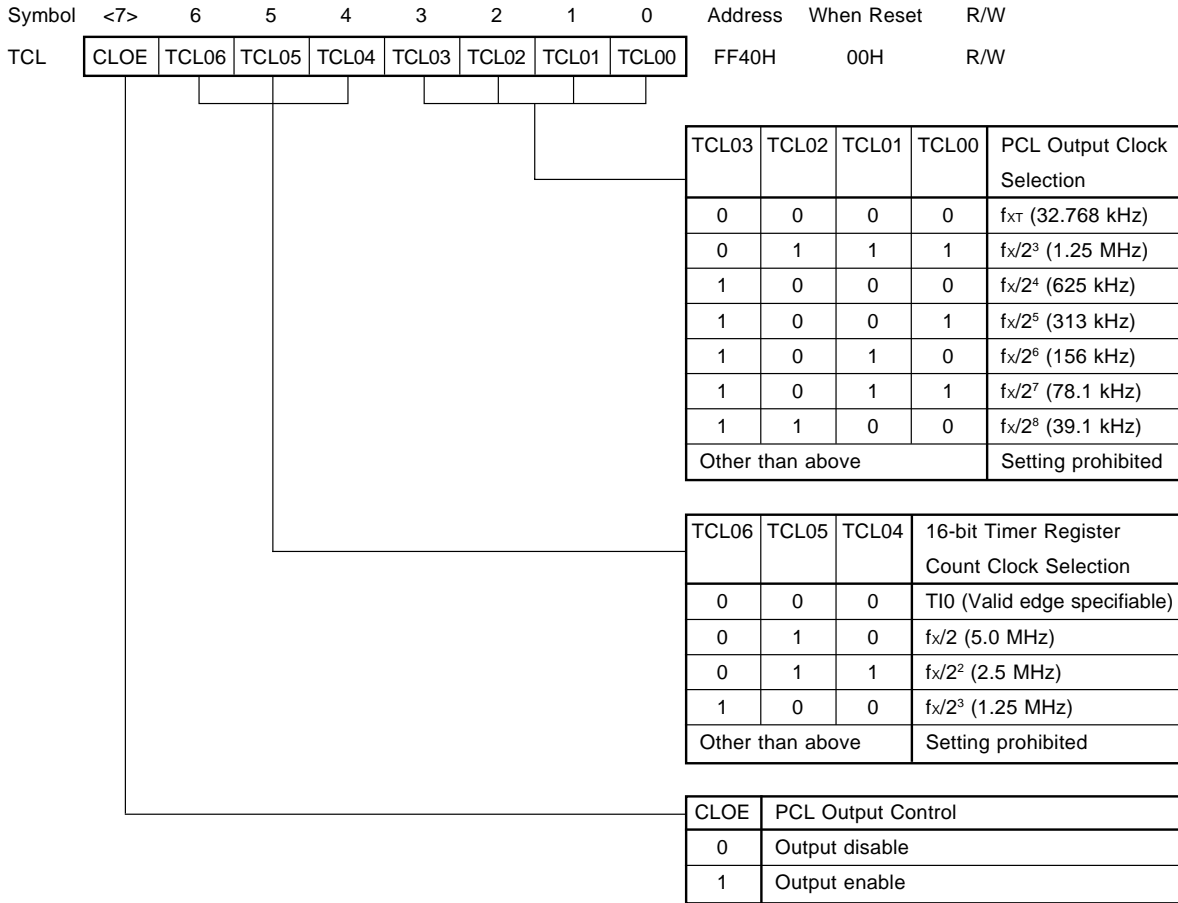 Symbol <7> 6 5 4 3 2 1 0 Address When Reset R/W
TCL CLOE TCL06 TCL05 TCL04 TCL03 TCL02 TCL01 TCL00 FF40H 00H R/W
TCL03 TCL02 TCL01 TCL00 PCL Output Clock
Selection
0 0 0 0 fXT (32.768 kHz)
0 1 1 1 fX/2³ (1.25 MHz)
1 0 0 0 fX/2⁴ (625 kHz)
1 0 0 1 fX/2⁵ (313 kHz)
1 0 1 0 fX/2⁶ (156 kHz)
1 0 1 1 fX/2⁷ (78.1 kHz)
1 1 0 0 fX/2⁸ (39.1 kHz)
Other than above Setting prohibited
TCL06 TCL05 TCL04 16-bit Timer Register
Count Clock Selection
0 0 0 TI0 (Valid edge specifiable)
0 1 0 fX/2 (5.0 MHz)
0 1 1 fX/2² (2.5 MHz)
1 0 0 fX/2³ (1.25 MHz)
Other than above Setting prohibited
CLOE PCL Output Control
0 Output disable
1 Output enable